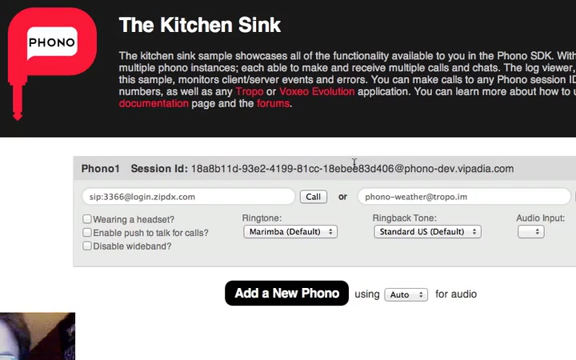 PHONO
The Kitchen Sink
The kitchen sink sample showcases all of the functionality available to you in the Phono SDK. With
multiple phono instances; each able to make and receive multiple calls and chats. The log viewer,
this sample, monitors client/server events and errors. You can make calls to any Phono session ID
numbers, as well as any Tropo or Voxeo Evolution application. You can learn more about how to u
documentation page and the forums.
Phono1 Session Id: 18a8b11d-93e2-4199-81cc-18ebee83d406@phono-dev.vipadia.com
sip:3366@login.zipdx.com Call or phono-weather@tropo.im
Wearing a headset? Ringtone: Ringback Tone: Audio Input:
Enable push to talk for calls? Marimba (Default) Standard US (Default)
Disable wideband?
Add a New Phono using Auto for audio